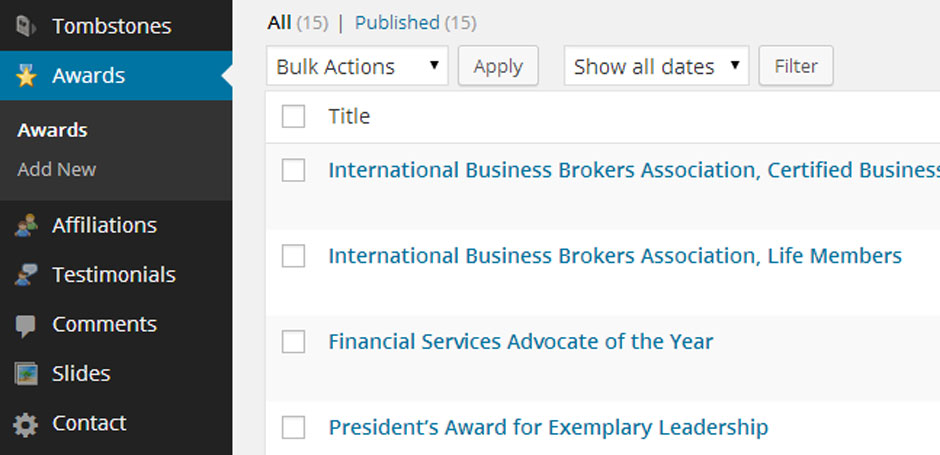 Tombstones
Awards
Awards
Add New
Affiliations
Testimonials
Comments
Slides
Contact
All (15) | Published (15)
Bulk Actions Apply Show all dates Filter
Title
International Business Brokers Association, Certified Business
International Business Brokers Association, Life Members
Financial Services Advocate of the Year
President’s Award for Exemplary Leadership